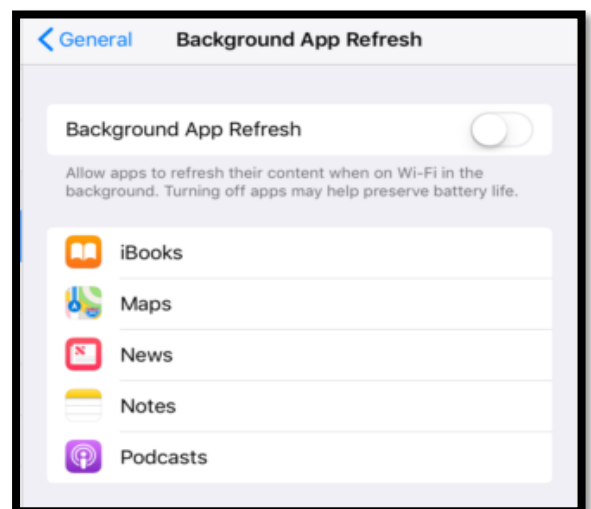 General Background App Refresh
Background App Refresh
Allow apps to refresh their content when on Wi-Fi in the
background. Turning off apps may help preserve battery life.
iBooks
Maps
News
Notes
Podcasts